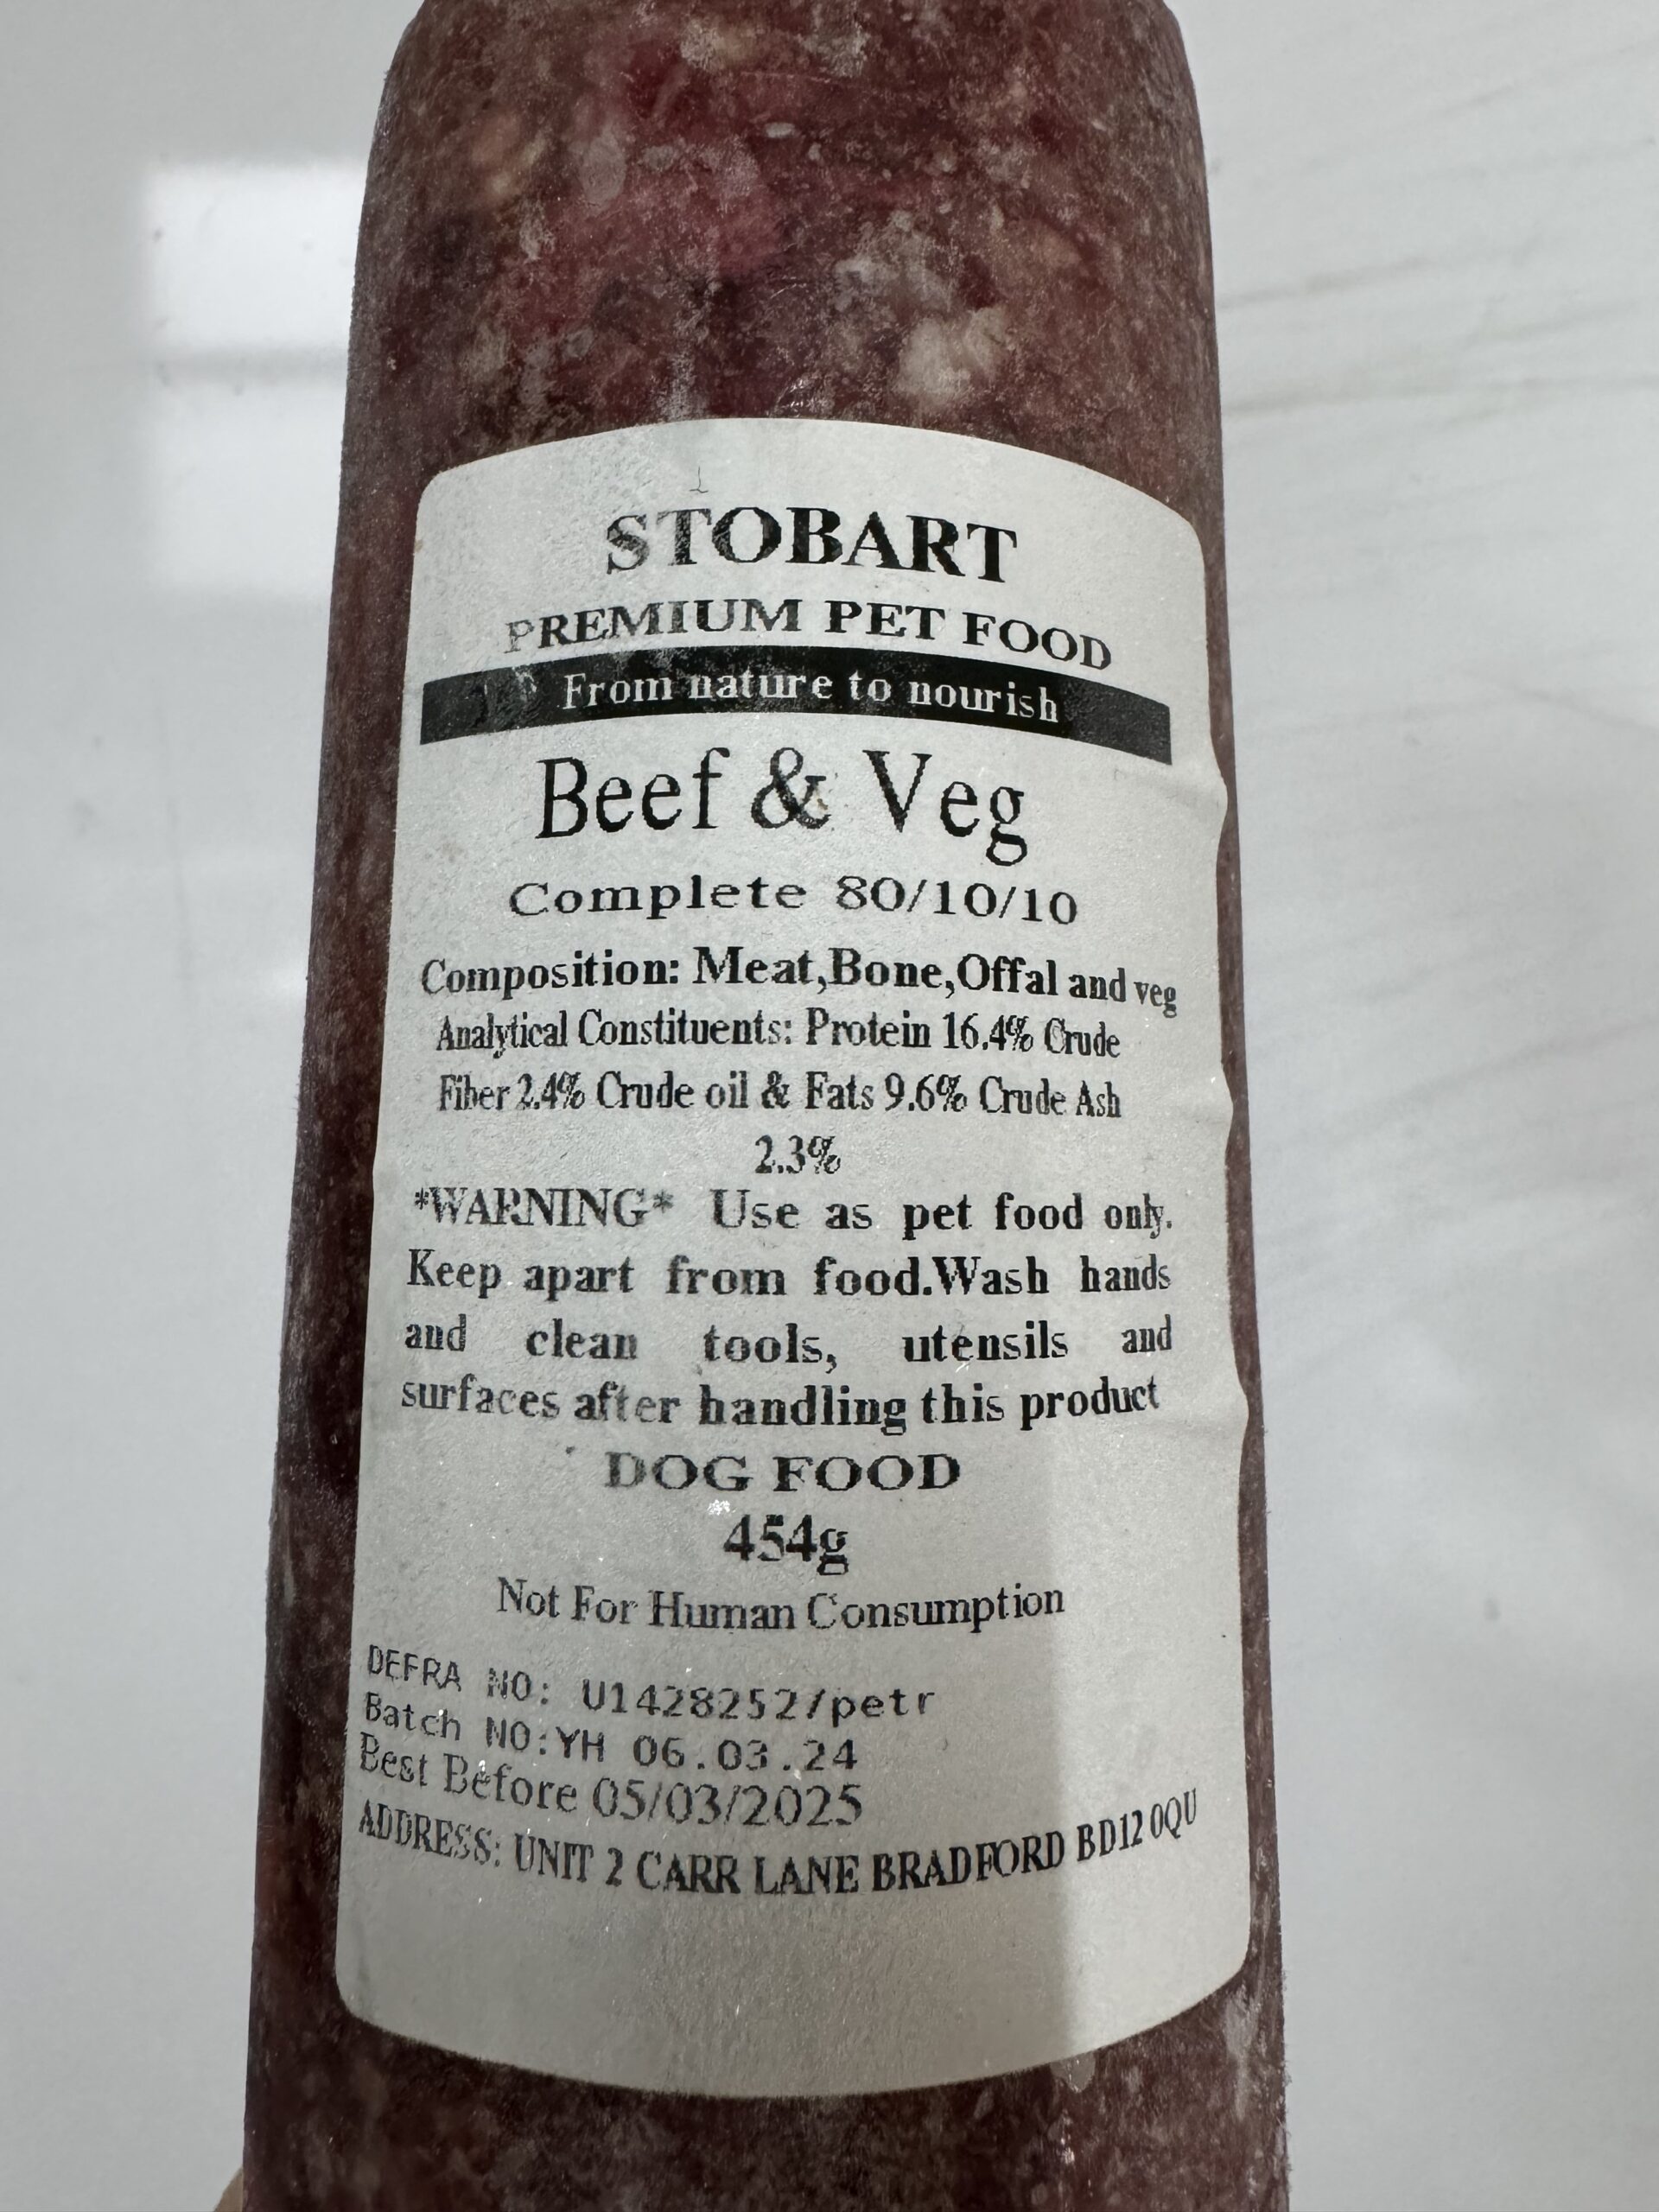 STOBART
PREMIUM PET FOOD
From nature to nourish
Beef & Veg
Complete 80/10/10
Composition: Meat,Bone,Offal and veg
Analytical Constituents: Protein 16.4% Crude
Fiber 2.4% Crude oil & Fats 9.6% Crude Ash
2.3%
*WARNING* Use as pet food only.
Keep apart from food.Wash hands
and clean tools, utensils and
surfaces after handling this product
DOG FOOD
454g
Not For Human Consumption
DEFRA NO: U1428252/petr
Batch NO:YH 06.03.24
Best Before 05/03/2025
ADDRESS: UNIT 2 CARR LANE BRADFORD BD12 0QU